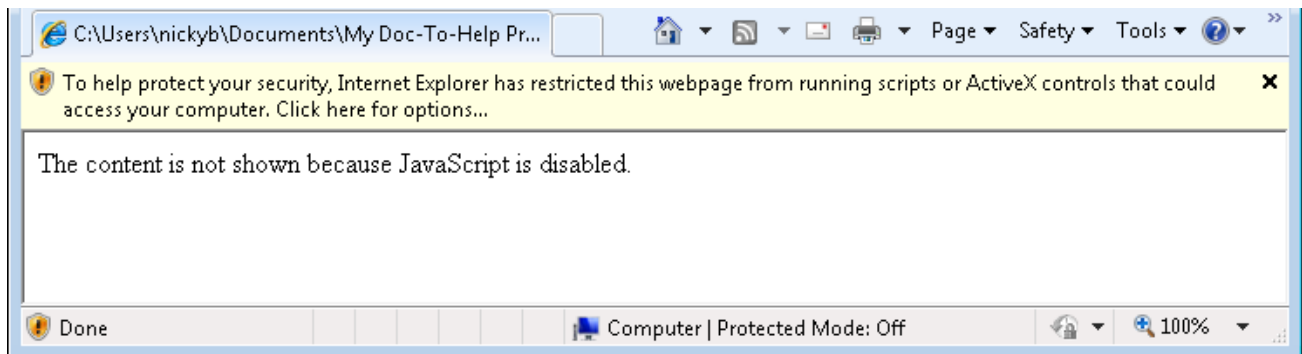 C:\Users\nickyb\Documents\My Doc-To-Help Pr... Page Safety Tools »
To help protect your security, Internet Explorer has restricted this webpage from running scripts or ActiveX controls that could
access your computer. Click here for options...
The content is not shown because JavaScript is disabled.
Done Computer | Protected Mode: Off 100%